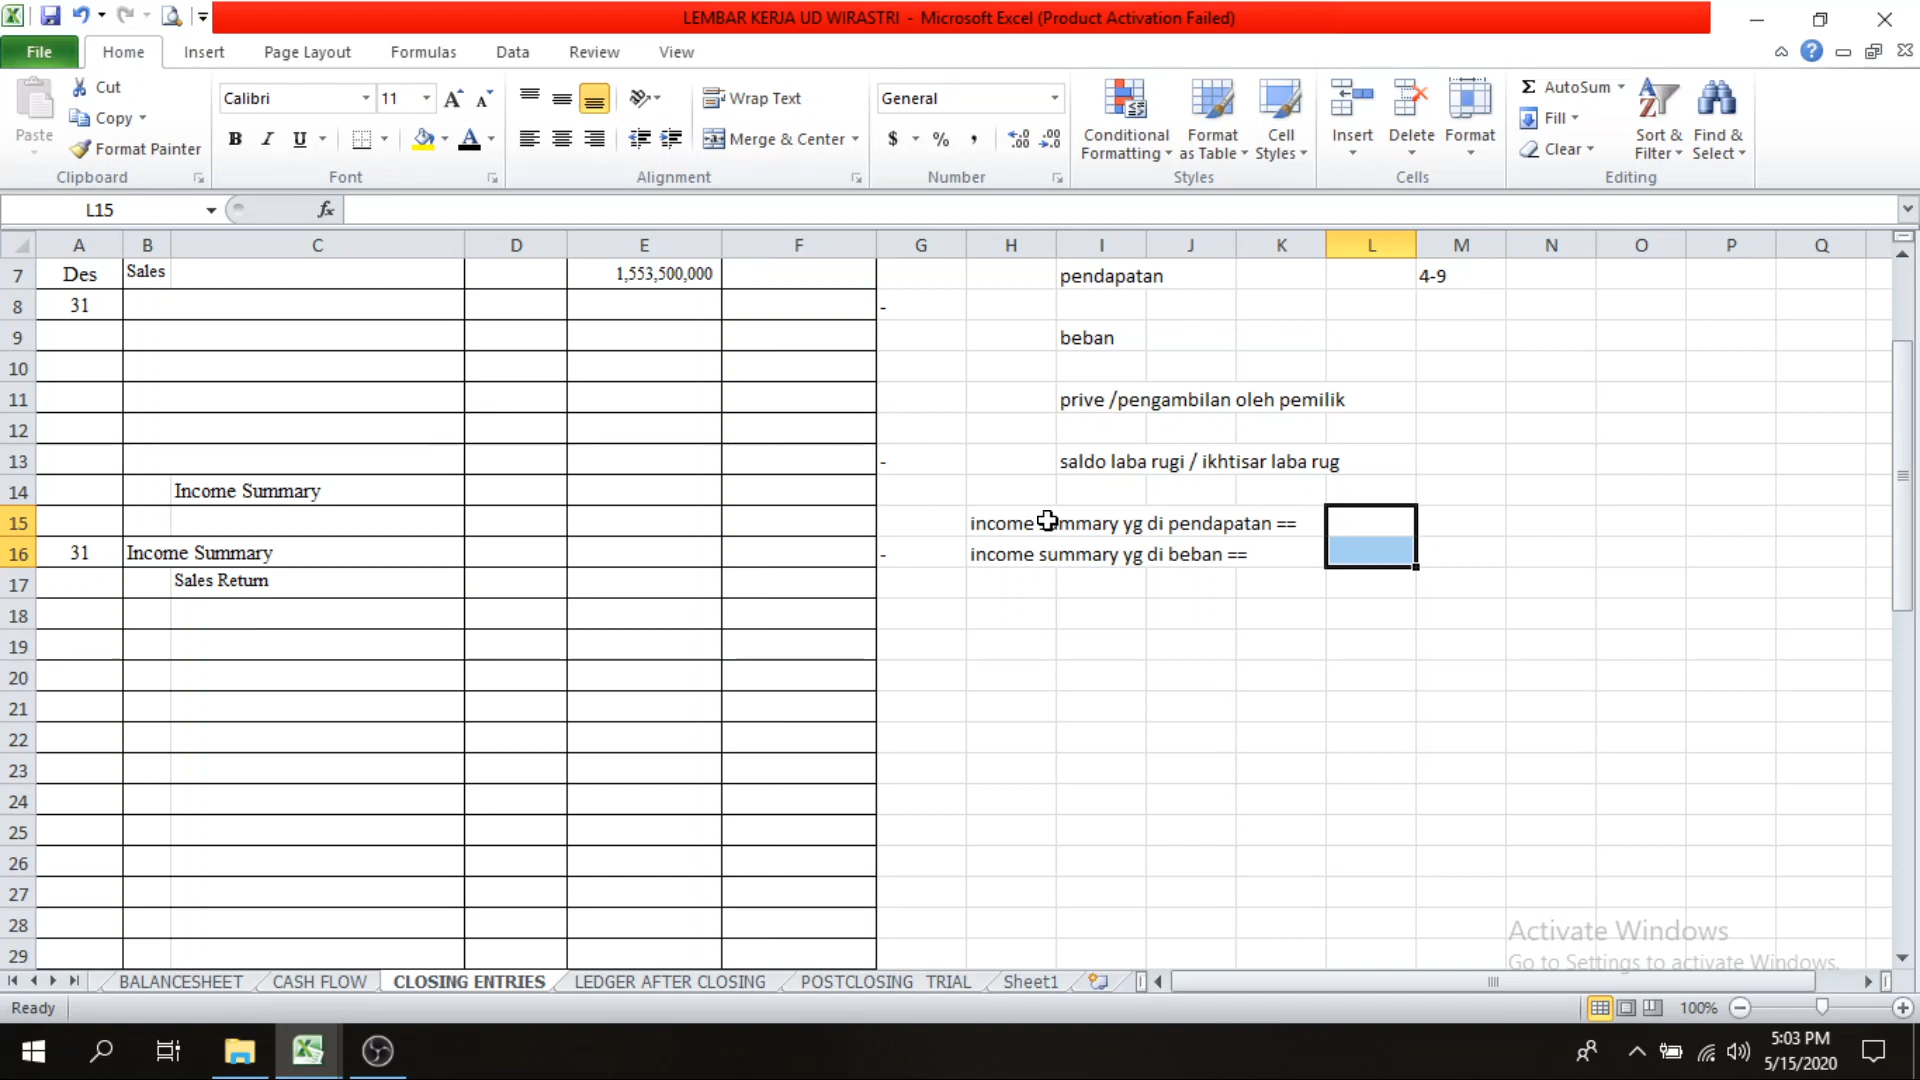 LEMBAR KERJA UD WIRASTRI - Microsoft Excel (Product Activation Failed)
File Home Insert Page Layout Formulas Data Review View
Cut
Calibri 11
Wrap Text
General
AutoSum
Paste
Copy
Fill
Format Painter
B I U
Merge & Center
$ % ,
Conditional Formatting
Format as Table
Cell Styles
Insert Delete Format
Clear
Sort & Filter
Find & Select
Clipboard Font Alignment Number Styles Cells Editing
L15 fx
A B C D E F G H I J K L M N O P Q
7 Des Sales 1,553,500,000 pendapatan 4-9
8 31 -
9 beban
10
11 prive /pengambilan oleh pemilik
12
13 - saldo laba rugi / ikhtisar laba rug
14 Income Summary
15 income summary yg di pendapatan ==
16 31 Income Summary - income summary yg di beban ==
17 Sales Return
18
19
20
21
22
23
24
25
26
27
28
29
Activate Windows
Go to Settings to activate Windows.
BALANCESHEET CASH FLOW CLOSING ENTRIES LEDGER AFTER CLOSING POSTCLOSING TRIAL Sheet1
Ready 100%
5:03 PM
5/15/2020